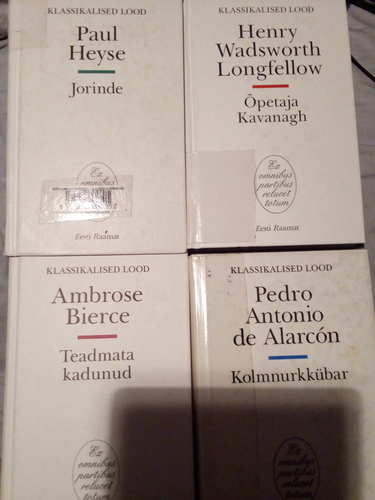 KLASSIKALISED LOOD
Paul
Heyse
Jorinde
Ex
omnibus
partibus
relucet
totum
Eesti Raamat
KLASSIKALISED LOOD
Henry
Wadsworth
Longfellow
Õpetaja
Kavanagh
Ex
omnibus
partibus
relucet
totum
Eesti Raamat
KLASSIKALISED LOOD
Ambrose
Bierce
Teadmata
kadunud
Ex
omnibus
partibus
relucet
totum
KLASSIKALISED LOOD
Pedro
Antonio
de Alarcón
Kolmnurkkübar
Ex
omnibus
partibus
relucet
totum